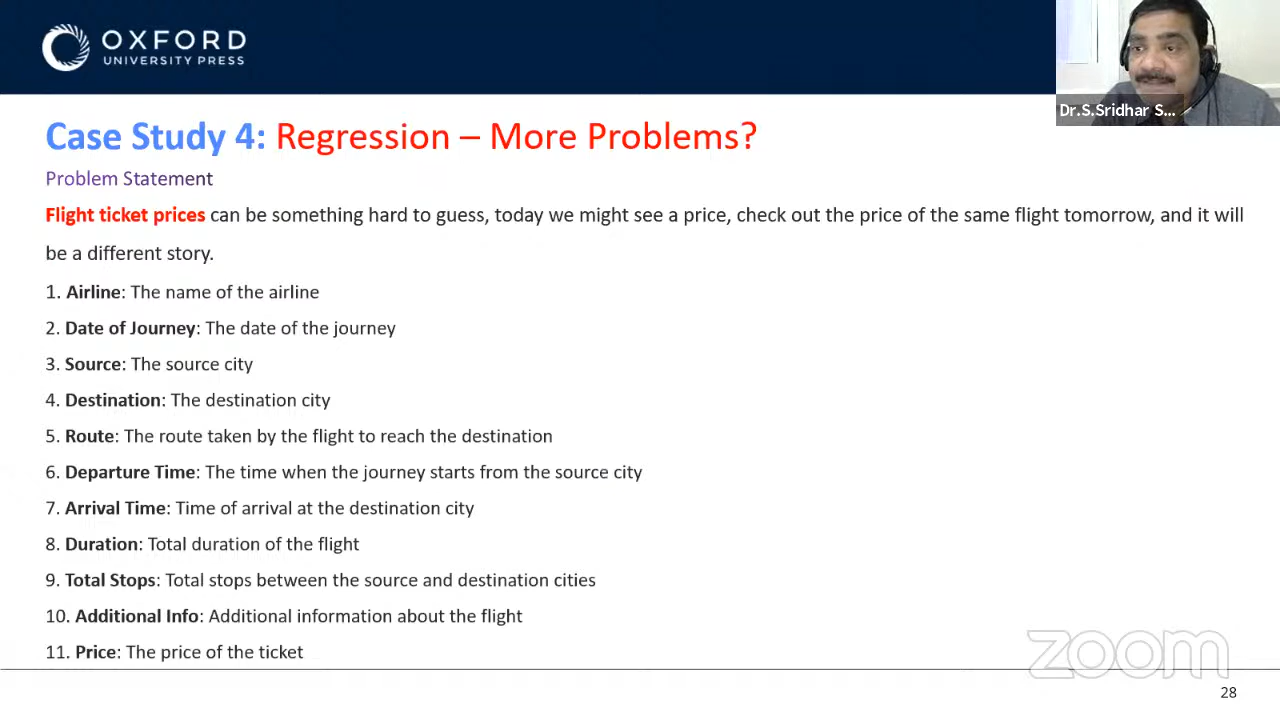 OXFORD
UNIVERSITY PRESS
Dr.S.Sridhar S...
Case Study 4: Regression – More Problems?
Problem Statement
Flight ticket prices can be something hard to guess, today we might see a price, check out the price of the same flight tomorrow, and it will
be a different story.
1. Airline: The name of the airline
2. Date of Journey: The date of the journey
3. Source: The source city
4. Destination: The destination city
5. Route: The route taken by the flight to reach the destination
6. Departure Time: The time when the journey starts from the source city
7. Arrival Time: Time of arrival at the destination city
8. Duration: Total duration of the flight
9. Total Stops: Total stops between the source and destination cities
10. Additional Info: Additional information about the flight
11. Price: The price of the ticket
zoom
28